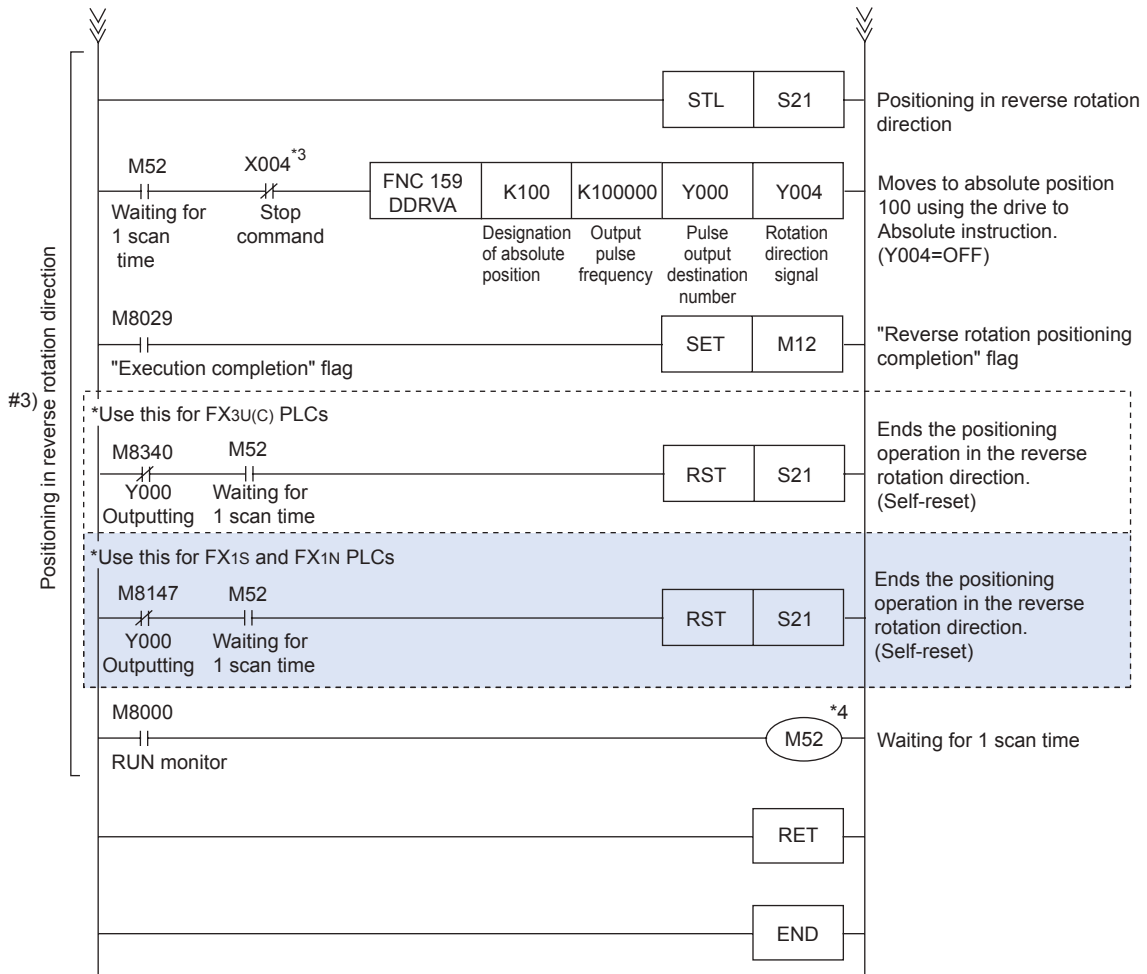 STL S21
Positioning in reverse rotation
direction
M52 X004*3
FNC 159
DDRVA
K100 K100000 Y000 Y004
Waiting for
1 scan
time
Stop
command
Designation
of absolute
position
Output
pulse
frequency
Pulse
output
destination
number
Rotation
direction
signal
Moves to absolute position
100 using the drive to
Absolute instruction.
(Y004=OFF)
M8029
"Execution completion" flag
SET M12
"Reverse rotation positioning
completion" flag
#3)
Positioning in reverse rotation direction
*Use this for FX3U(C) PLCs
M8340 M52
Y000
Outputting
Waiting for
1 scan time
RST S21
Ends the positioning
operation in the reverse
rotation direction.
(Self-reset)
*Use this for FX1S and FX1N PLCs
M8147 M52
Y000
Outputting
Waiting for
1 scan time
RST S21
Ends the positioning
operation in the reverse
rotation direction.
(Self-reset)
M8000
RUN monitor
*4
M52
Waiting for 1 scan time
RET
END